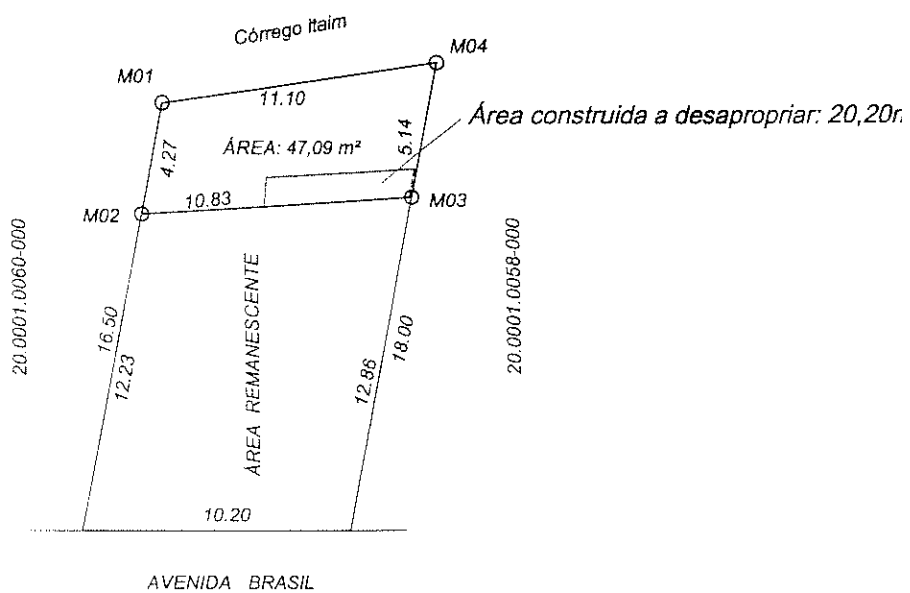 Córrego Itaim
M04
M01
11.10
Área construida a desapropriar: 20,20m
5.14
4.27
ÁREA: 47,09 m²
10.83
M02
M03
20.0001.0060-000
16.50
12.23
ÁREA REMANESCENTE
12.86
18.00
20.0001.0058-000
10.20
AVENIDA BRASIL